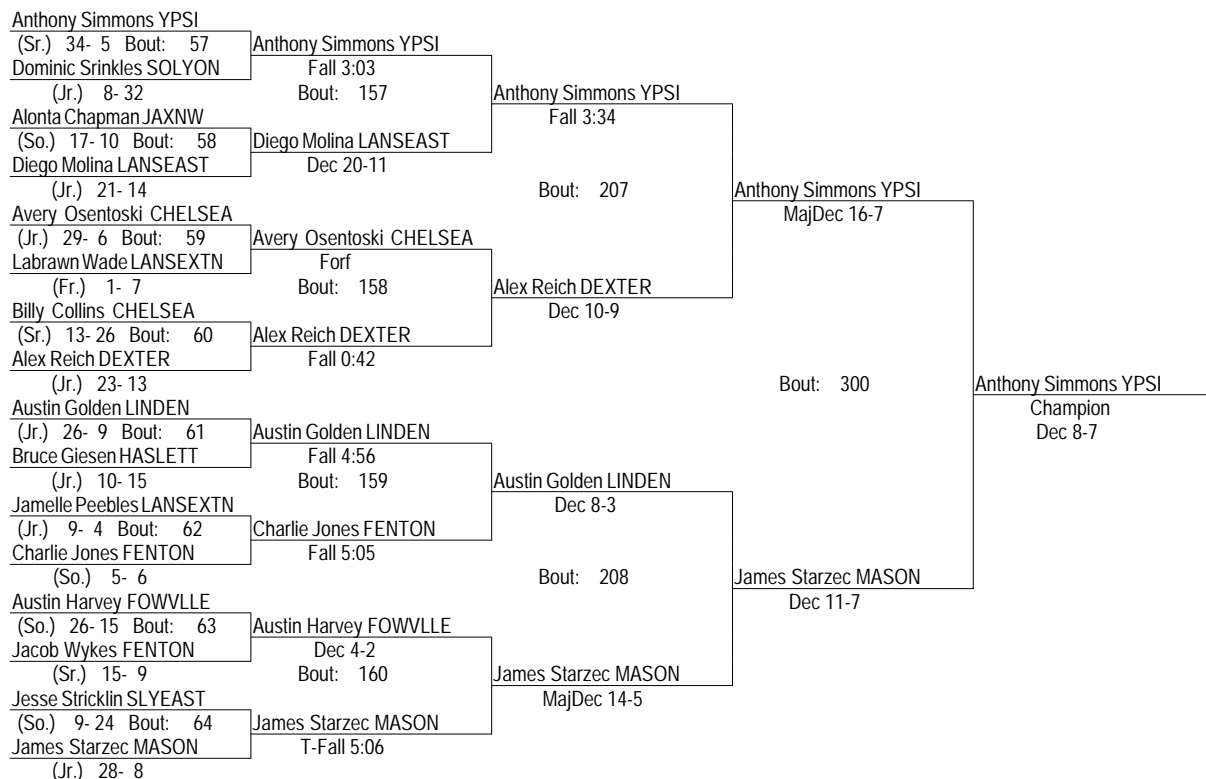 Anthony Simmons YPSI
(Sr.) 34- 5 Bout: 57
Dominic Srinkles SOLYON
(Jr.) 8- 32
Alonta Chapman JAXNW
(So.) 17- 10 Bout: 58
Diego Molina LANSEAST
(Jr.) 21- 14
Avery Osentoski CHELSEA
(Jr.) 29- 6 Bout: 59
Labrawn Wade LANSEXTN
(Fr.) 1- 7
Billy Collins CHELSEA
(Sr.) 13- 26 Bout: 60
Alex Reich DEXTER
(Jr.) 23- 13
Austin Golden LINDEN
(Jr.) 26- 9 Bout: 61
Bruce Giesen HASLETT
(Jr.) 10- 15
Jamelle Peebles LANSEXTN
(Jr.) 9- 4 Bout: 62
Charlie Jones FENTON
(So.) 5- 6
Austin Harvey FOWVLLE
(So.) 26- 15 Bout: 63
Jacob Wykes FENTON
(Sr.) 15- 9
Jesse Stricklin SLYEAST
(So.) 9- 24 Bout: 64
James Starzec MASON
(Jr.) 28- 8
Anthony Simmons YPSI
Fall 3:03
Bout: 157
Diego Molina LANSEAST
Dec 20-11
Avery Osentoski CHELSEA
Forf
Bout: 158
Alex Reich DEXTER
Fall 0:42
Austin Golden LINDEN
Fall 4:56
Bout: 159
Charlie Jones FENTON
Fall 5:05
Austin Harvey FOWVLLE
Dec 4-2
Bout: 160
James Starzec MASON
T-Fall 5:06
Anthony Simmons YPSI
Fall 3:34
Bout: 207
Alex Reich DEXTER
Dec 10-9
Austin Golden LINDEN
Dec 8-3
Bout: 208
James Starzec MASON
MajDec 14-5
Anthony Simmons YPSI
MajDec 16-7
Bout: 300
James Starzec MASON
Dec 11-7
Anthony Simmons YPSI
Champion
Dec 8-7